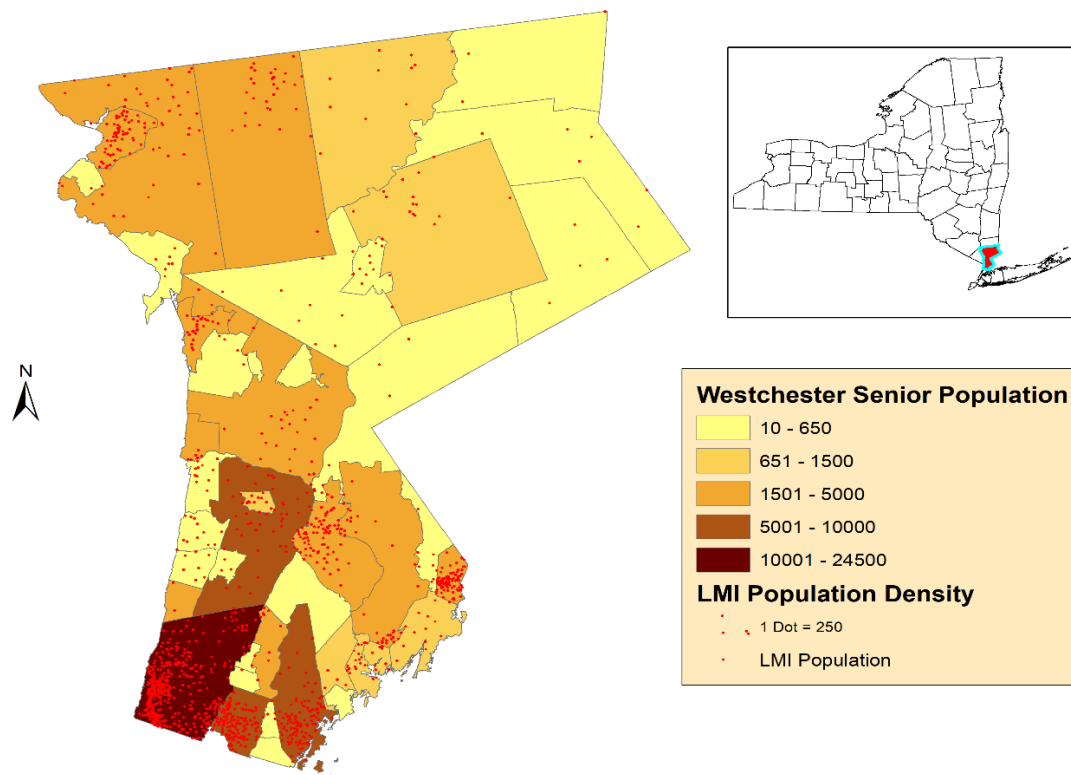 N
Westchester Senior Population
10 - 650
651 - 1500
1501 - 5000
5001 - 10000
10001 - 24500
LMI Population Density
1 Dot = 250
LMI Population